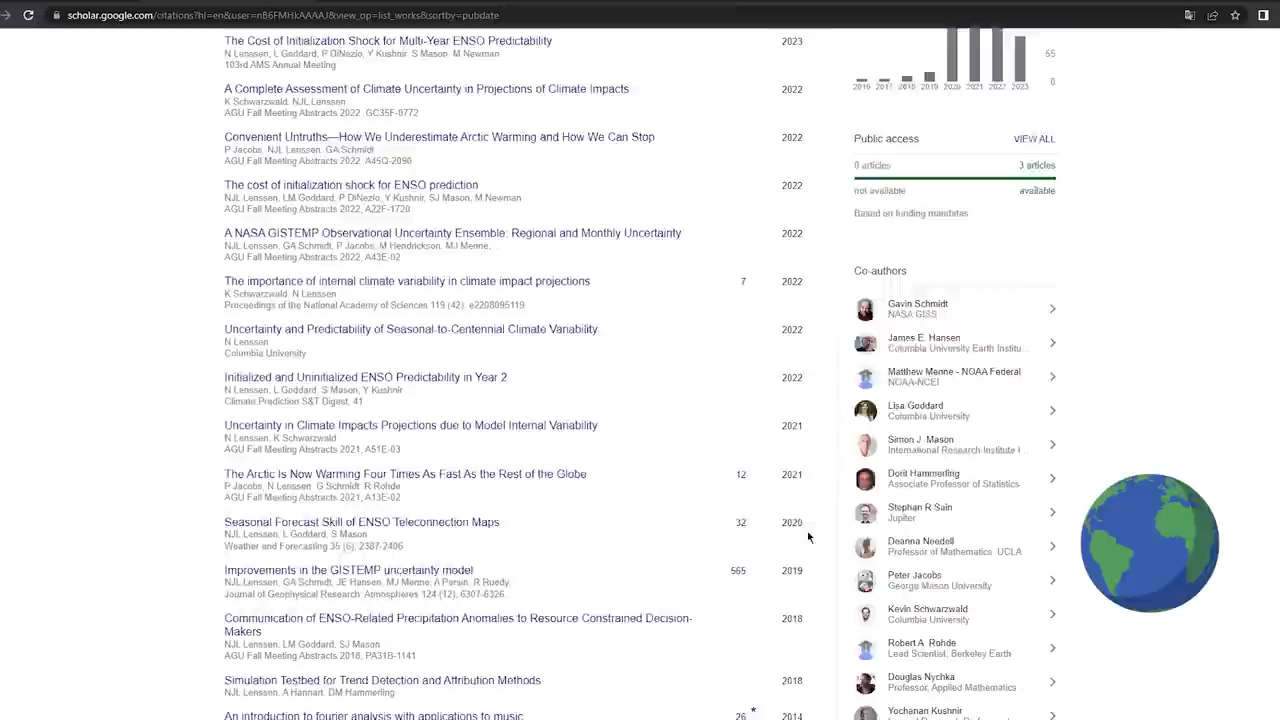 scholar.google.com/citations?hl=en&user=nB6FMHkAAAAJ&view_op=list_works&sortby=pubdate
The Cost of Initialization Shock for Multi-Year ENSO Predictability 2023
N Lenssen, L Goddard, P DiNezio, Y Kushnir, S Mason, M Newman
103rd AMS Annual Meeting
A Complete Assessment of Climate Uncertainty in Projections of Climate Impacts 2022
K Schwarzwald, NJL Lenssen
AGU Fall Meeting Abstracts 2022, GC35F-0772
Convenient Untruths—How We Underestimate Arctic Warming and How We Can Stop 2022
P Jacobs, NJL Lenssen, GA Schmidt
AGU Fall Meeting Abstracts 2022, A45Q-2090
The cost of initialization shock for ENSO prediction 2022
NJL Lenssen, LM Goddard, P DiNezio, Y Kushnir, SJ Mason, M Newman
AGU Fall Meeting Abstracts 2022, A22F-1720
A NASA GISTEMP Observational Uncertainty Ensemble: Regional and Monthly Uncertainty 2022
NJL Lenssen, GA Schmidt, P Jacobs, M Hendrickson, MJ Menne, ...
AGU Fall Meeting Abstracts 2022, A43E-02
The importance of internal climate variability in climate impact projections 7 2022
K Schwarzwald, N Lenssen
Proceedings of the National Academy of Sciences 119 (42), e2208095119
Uncertainty and Predictability of Seasonal-to-Centennial Climate Variability 2022
N Lenssen
Columbia University
Initialized and Uninitialized ENSO Predictability in Year 2 2022
N Lenssen, L Goddard, S Mason, Y Kushnir
Climate Prediction S&T Digest, 41
Uncertainty in Climate Impacts Projections due to Model Internal Variability 2021
N Lenssen, K Schwarzwald
AGU Fall Meeting Abstracts 2021, A51E-03
The Arctic Is Now Warming Four Times As Fast As the Rest of the Globe 12 2021
P Jacobs, N Lenssen, G Schmidt, R Rohde
AGU Fall Meeting Abstracts 2021, A13E-02
Seasonal Forecast Skill of ENSO Teleconnection Maps 32 2020
NJL Lenssen, L Goddard, S Mason
Weather and Forecasting 35 (6), 2387-2406
Improvements in the GISTEMP uncertainty model 565 2019
NJL Lenssen, GA Schmidt, JE Hansen, MJ Menne, A Persin, R Ruedy, ...
Journal of Geophysical Research: Atmospheres 124 (12), 6307-6326
Communication of ENSO-Related Precipitation Anomalies to Resource Constrained Decision- 2018
Makers
NJL Lenssen, LM Goddard, SJ Mason
AGU Fall Meeting Abstracts 2018, PA31B-1141
Simulation Testbed for Trend Detection and Attribution Methods 2018
NJL Lenssen, A Hannart, DM Hammerling
An introduction to fourier analysis with applications to music 26 * 2014
65
0
2016 2017 2018 2019 2020 2021 2022 2023
Public access VIEW ALL
0 articles 3 articles
not available available
Based on funding mandates
Co-authors
Gavin Schmidt
NASA GISS
James E. Hansen
Columbia University Earth Institu...
Matthew Menne - NOAA Federal
NOAA-NCEI
Lisa Goddard
Columbia University
Simon J. Mason
International Research Institute f...
Dorit Hammerling
Associate Professor of Statistics
Stephan R Sain
Jupiter
Deanna Needell
Professor of Mathematics, UCLA
Peter Jacobs
George Mason University
Kevin Schwarzwald
Columbia University
Robert A. Rohde
Lead Scientist, Berkeley Earth
Douglas Nychka
Professor, Applied Mathematics
Yochanan Kushnir